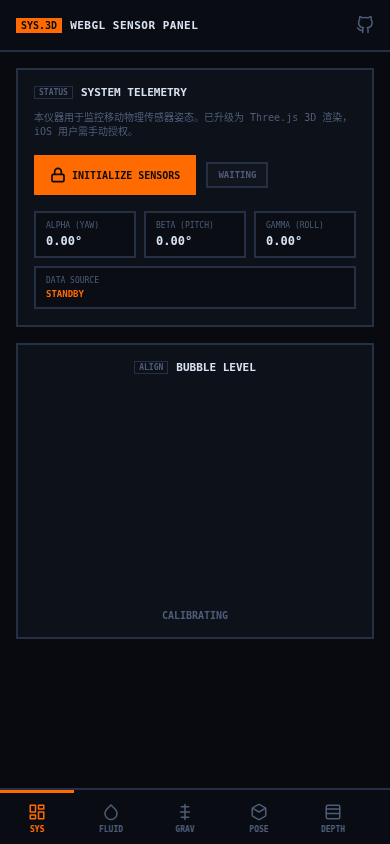 SYS.3D WEBGL SENSOR PANEL
STATUS SYSTEM TELEMETRY
本仪器用于监控移动物理传感器姿态。已升级为 Three.js 3D 渲染，
iOS 用户需手动授权。
INITIALIZE SENSORS WAITING
ALPHA (YAW) BETA (PITCH) GAMMA (ROLL)
0.00° 0.00° 0.00°
DATA SOURCE
STANDBY
ALIGN BUBBLE LEVEL
CALIBRATING
SYS FLUID GRAV POSE DEPTH